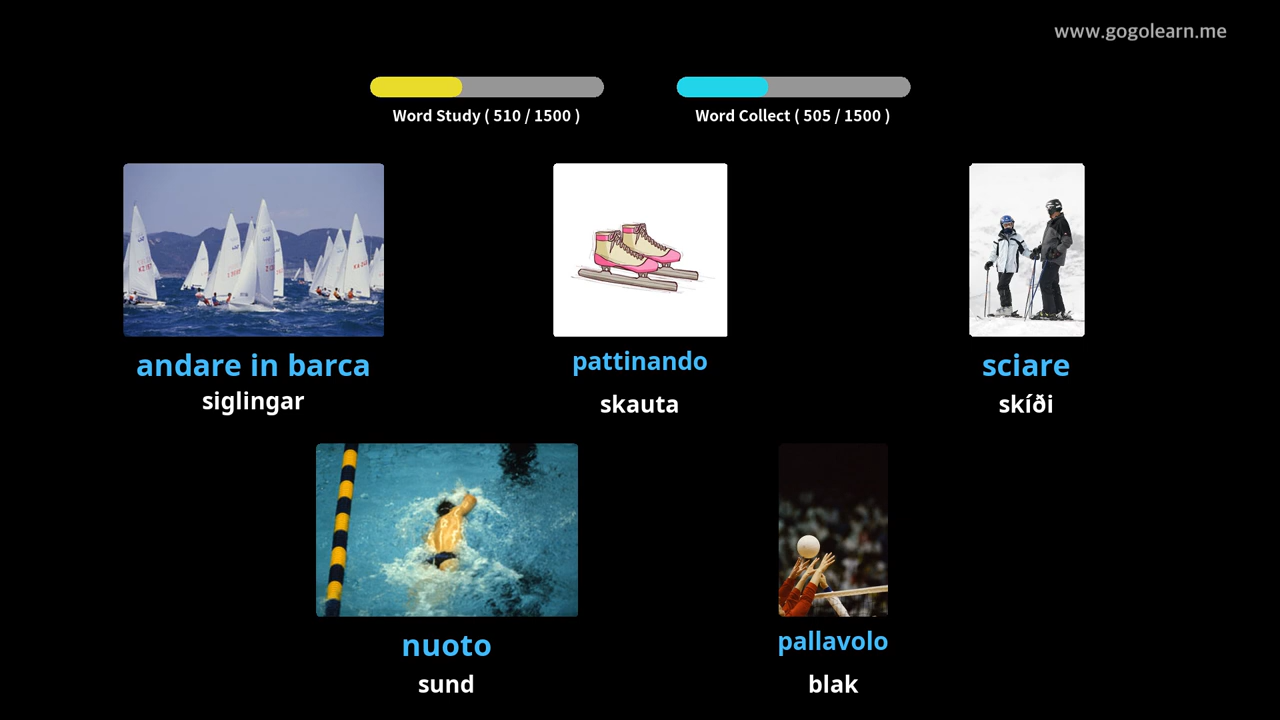 www.gogolearn.me
Word Study ( 510 / 1500 )
Word Collect ( 505 / 1500 )
andare in barca
siglingar
pattinando
skauta
sciare
skíði
nuoto
sund
pallavolo
blak